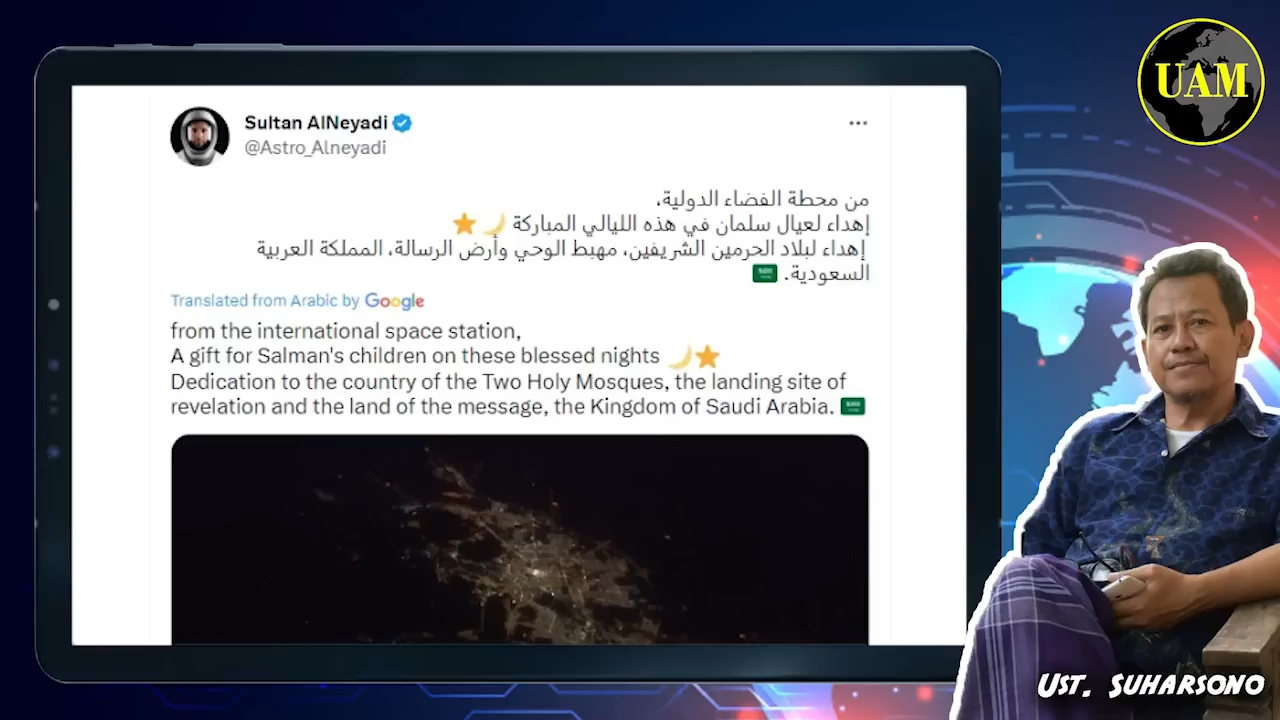 UAM
Sultan AlNeyadi
@Astro_Alneyadi
من محطة الفضاء الدولية،
إهداء لعيال سلمان في هذه الليالي المباركة 🌙⭐
إهداء لبلاد الحرمين الشريفين، مهبط الوحي وأرض الرسالة، المملكة العربية
السعودية. 🇸🇦
Translated from Arabic by Google
from the international space station,
A gift for Salman's children on these blessed nights 🌙⭐
Dedication to the country of the Two Holy Mosques, the landing site of
revelation and the land of the message, the Kingdom of Saudi Arabia. 🇸🇦
UST. SUHARSONO